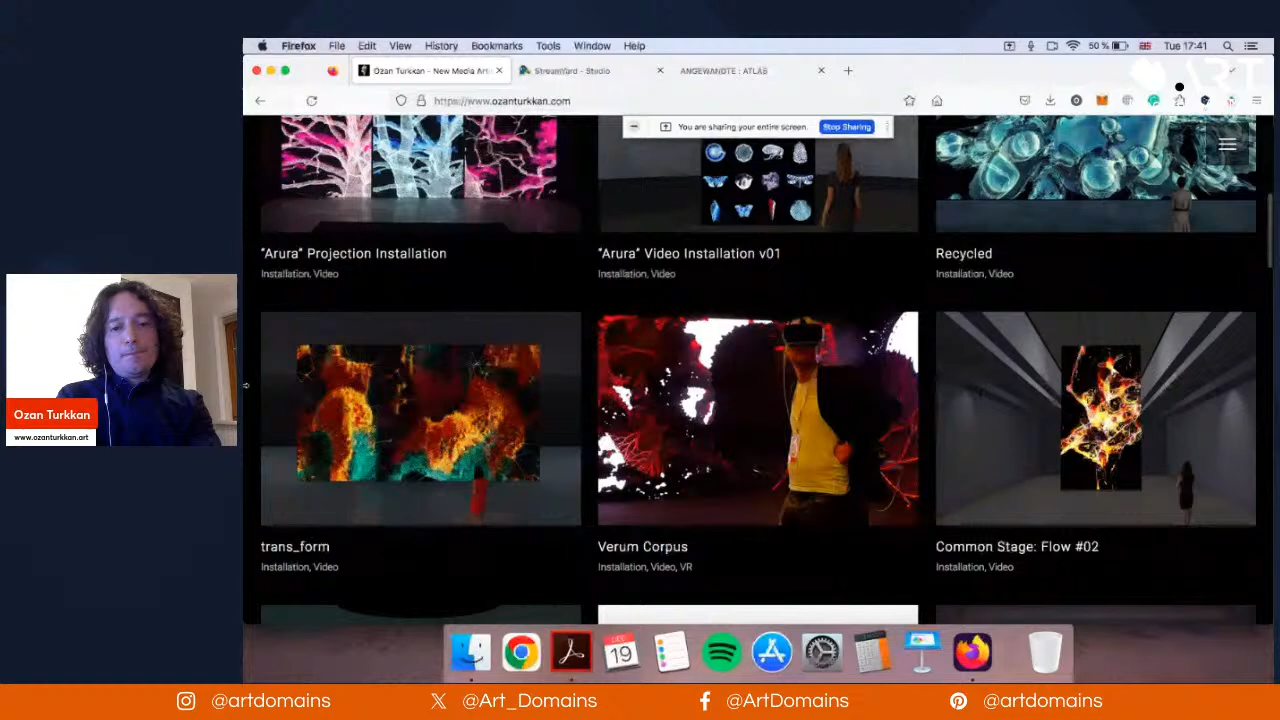 Firefox File Edit View History Bookmarks Tools Window Help
50 % Tue 17:41
Ozan Turkkan - New Media Arti
StreamYard - Studio
ANGEWANDTE : ATLAB
ART
https://www.ozanturkkan.com
You are sharing your entire screen. Stop Sharing
"Arura" Projection Installation
Installation, Video
"Arura" Video Installation v01
Installation, Video
Recycled
Installation, Video
trans_form
Installation, Video
Verum Corpus
Installation, Video, VR
Common Stage: Flow #02
Installation, Video
Ozan Turkkan
www.ozanturkkan.art
DEC
19
@artdomains
@Art_Domains
@ArtDomains
@artdomains